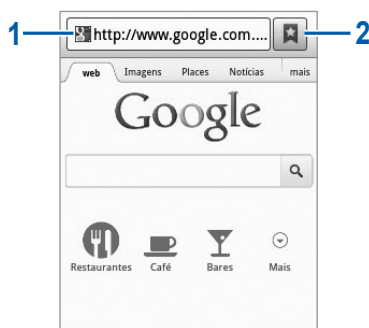 1 http://www.google.com.... 2
web Imagens Places Notícias mais
Google
Restaurantes Café Bares Mais